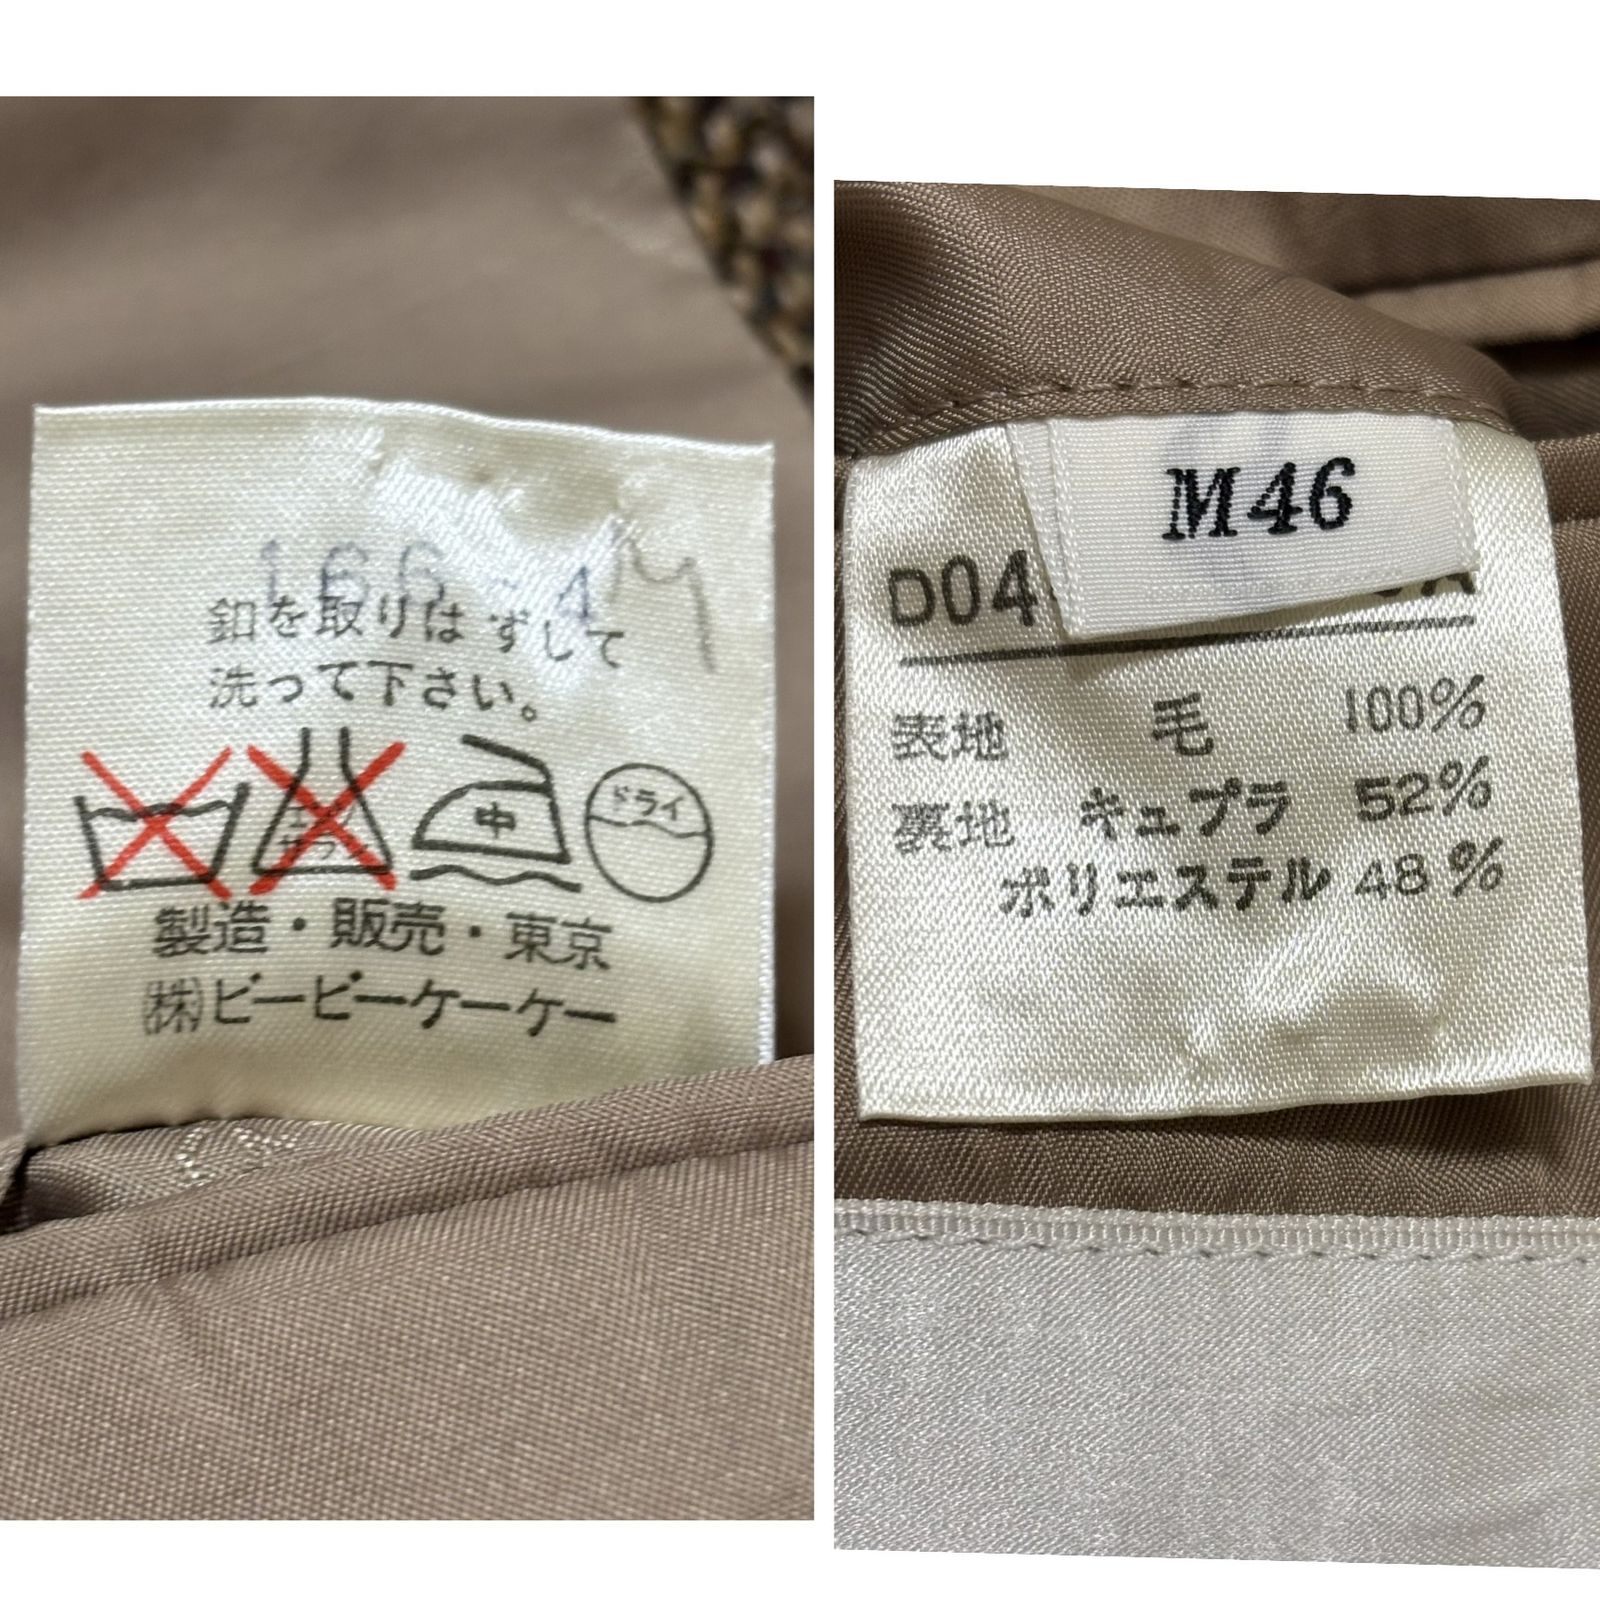 釦を取りはずして
洗って下さい。
中
ドライ
製造・販売・東京
(株)ビービーケーケー
M46
D04
表地 毛 100%
裏地 キュプラ 52%
ポリエステル 48%